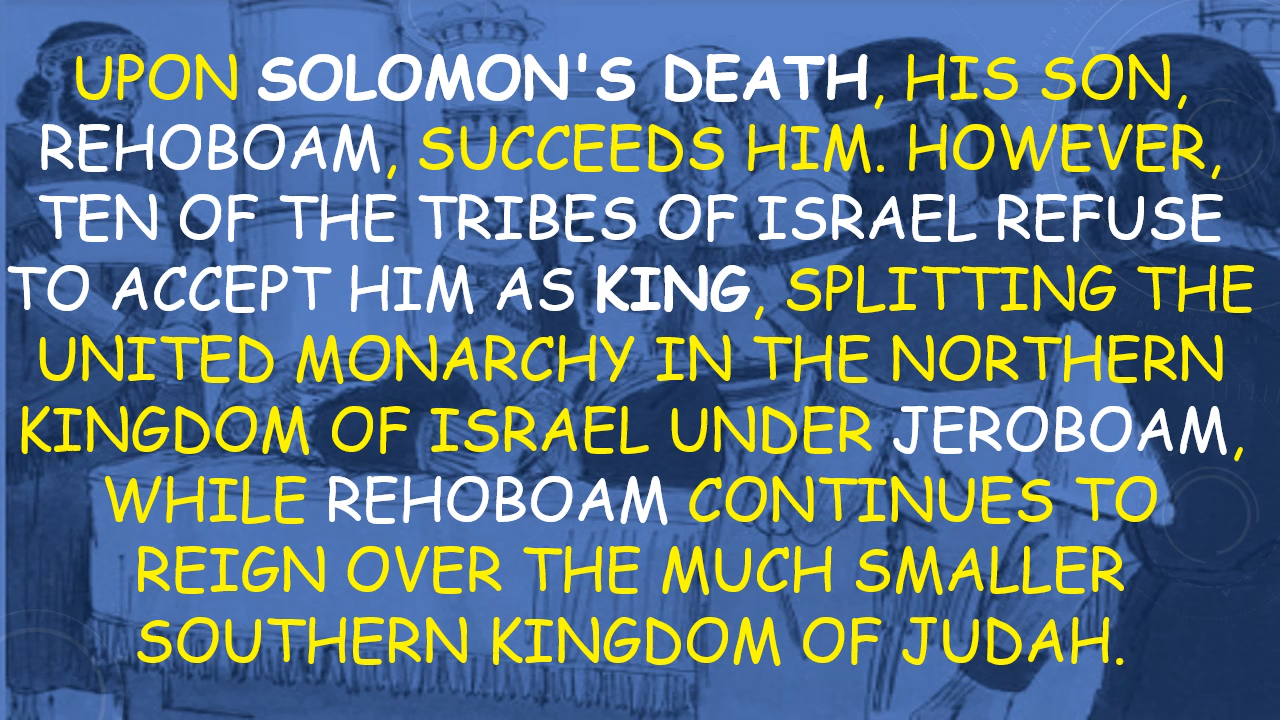 UPON SOLOMON'S DEATH, HIS SON,
REHOBOAM, SUCCEEDS HIM. HOWEVER,
TEN OF THE TRIBES OF ISRAEL REFUSE
TO ACCEPT HIM AS KING, SPLITTING THE
UNITED MONARCHY IN THE NORTHERN
KINGDOM OF ISRAEL UNDER JEROBOAM,
WHILE REHOBOAM CONTINUES TO
REIGN OVER THE MUCH SMALLER
SOUTHERN KINGDOM OF JUDAH.